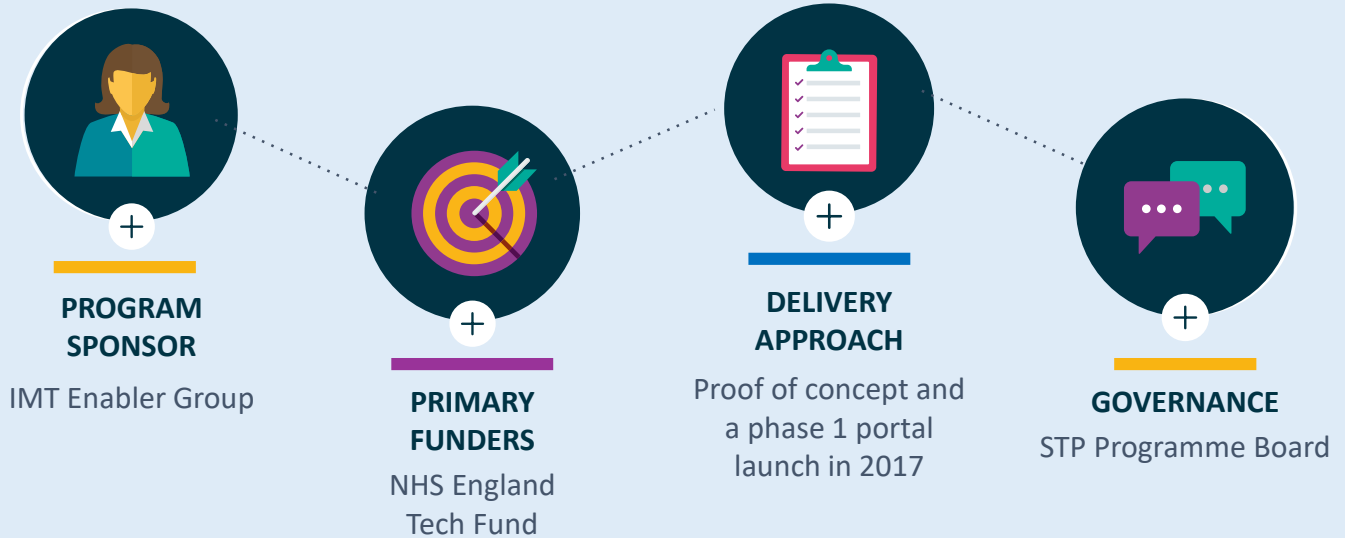 PROGRAM
SPONSOR
IMT Enabler Group
PRIMARY
FUNDERS
NHS England
Tech Fund
DELIVERY
APPROACH
Proof of concept and
a phase 1 portal
launch in 2017
GOVERNANCE
STP Programme Board